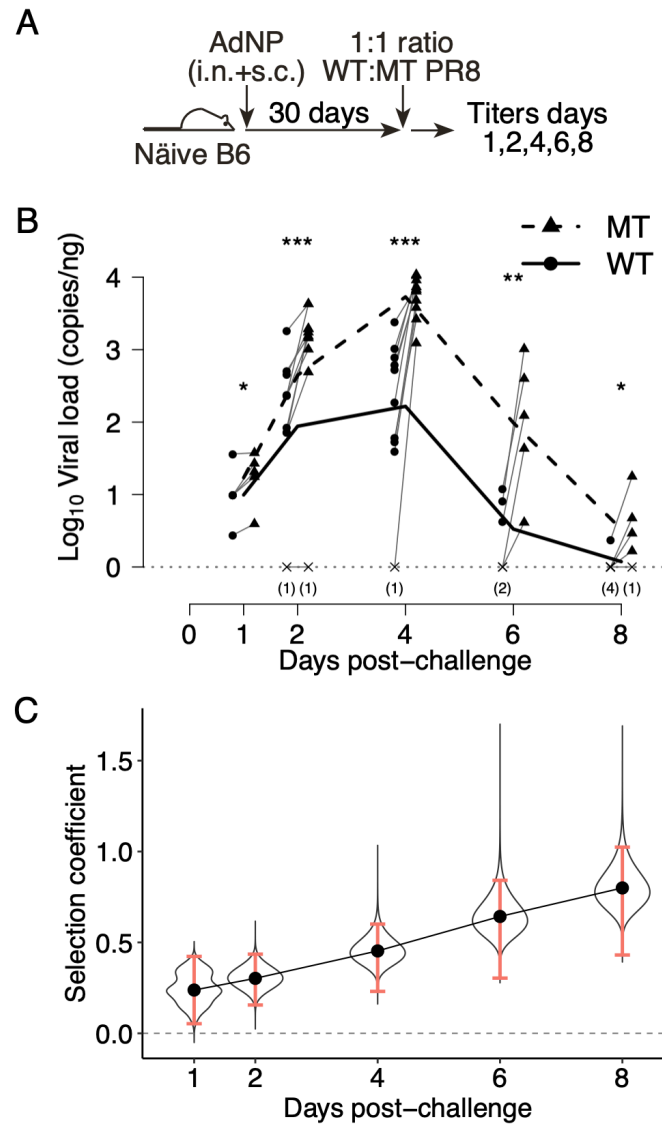 A
AdNP
(i.n.+s.c.)
1:1 ratio
WT:MT PR8
30 days
Titers days
1,2,4,6,8
Näive B6
B
MT
WT
Log10 Viral load (copies/ng)
4
3
2
1
0
*
***
***
**
*
(1) (1)
(1)
(2)
(4) (1)
0 1 2 4 6 8
Days post–challenge
C
Selection coefficient
1.5
1.0
0.5
0.0
1 2 4 6 8
Days post–challenge